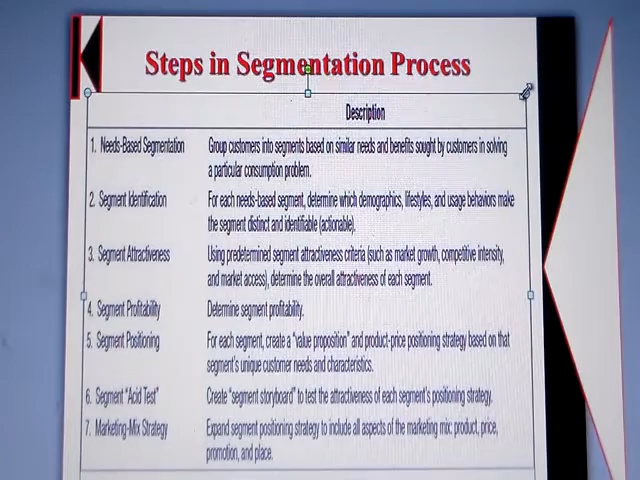 Steps in Segmentation Process
Description
1. Needs-Based Segmentation Group customers into segments based on similar needs and benefits sought by customers in solving
a particular consumption problem.
2. Segment Identification For each needs-based segment, determine which demographics, lifestyles, and usage behaviors make
the segment distinct and identifiable (actionable).
3. Segment Attractiveness Using predetermined segment attractiveness criteria (such as market growth, competitive intensity,
and market access), determine the overall attractiveness of each segment.
4. Segment Profitability Determine segment profitability.
5. Segment Positioning For each segment, create a "value proposition" and product-price positioning strategy based on that
segment's unique customer needs and characteristics.
6. Segment "Acid Test" Create "segment storyboard" to test the attractiveness of each segment's positioning strategy.
7. Marketing-Mix Strategy Expand segment positioning strategy to include all aspects of the marketing mix: product, price,
promotion, and place.